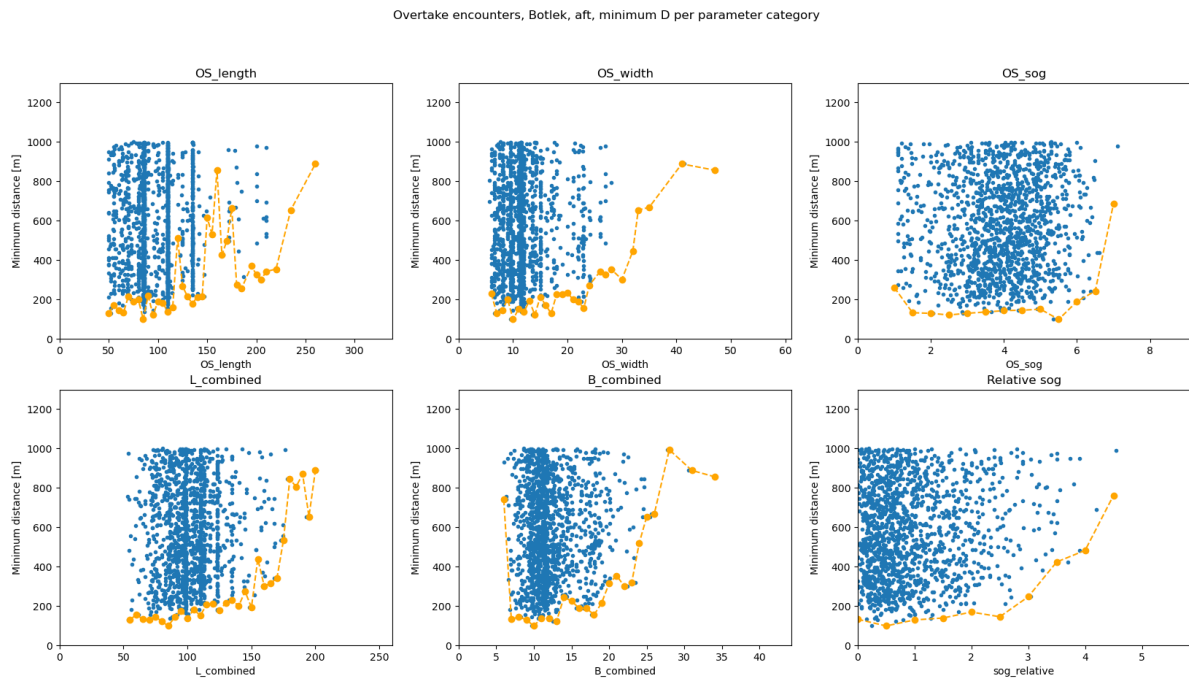 Overtake encounters, Botlek, aft, minimum D per parameter category
OS_length
OS_width
OS_sog
Minimum distance [m]
1200
1000
800
600
400
200
0
0 50 100 150 200 250 300
OS_length
Minimum distance [m]
1200
1000
800
600
400
200
0
0 10 20 30 40 50 60
OS_width
Minimum distance [m]
1200
1000
800
600
400
200
0
0 2 4 6 8
OS_sog
L_combined
B_combined
Relative sog
Minimum distance [m]
1200
1000
800
600
400
200
0
0 50 100 150 200 250
L_combined
Minimum distance [m]
1200
1000
800
600
400
200
0
0 5 10 15 20 25 30 35 40
B_combined
Minimum distance [m]
1200
1000
800
600
400
200
0
0 1 2 3 4 5
sog_relative